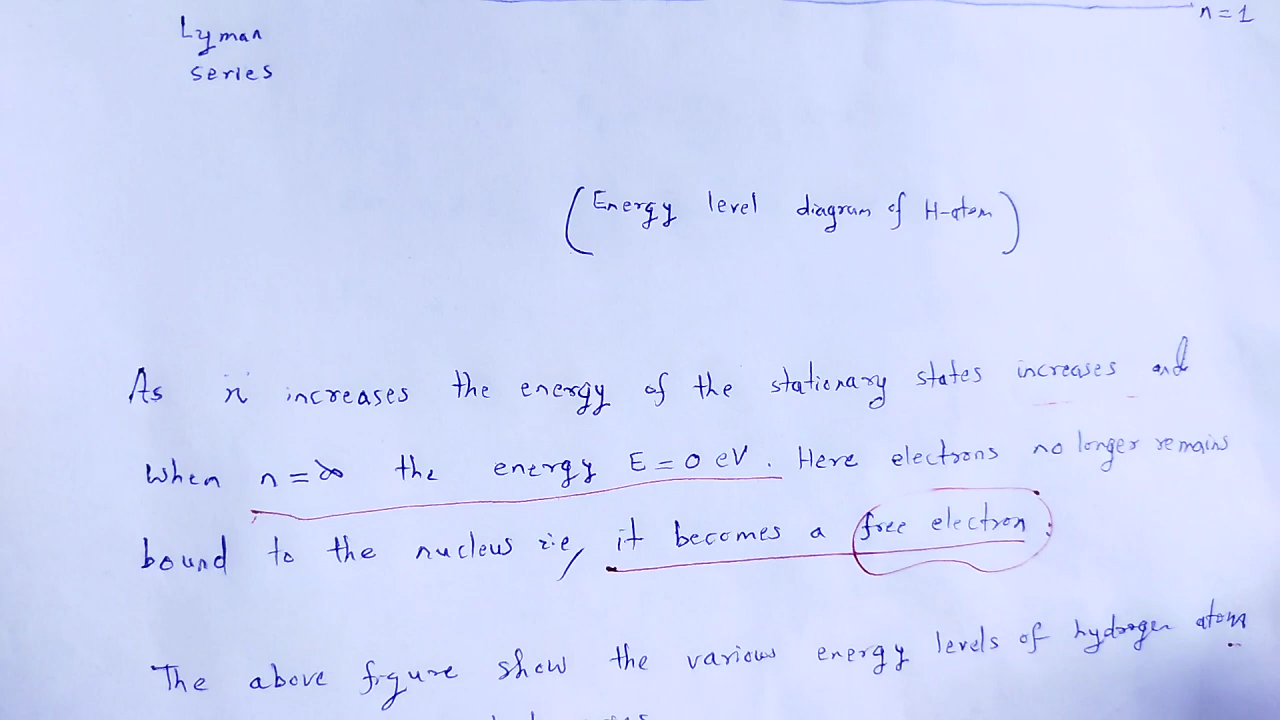 n = 1
Lyman
series
(Energy level diagram of H-atom)
As 'n' increases the energy of the stationary states increases and
when n = ∞ the energy E = 0 eV. Here electrons no longer remains
bound to the nucleus i.e, it becomes a free electron.
The above figure show the various energy levels of hydrogen atom